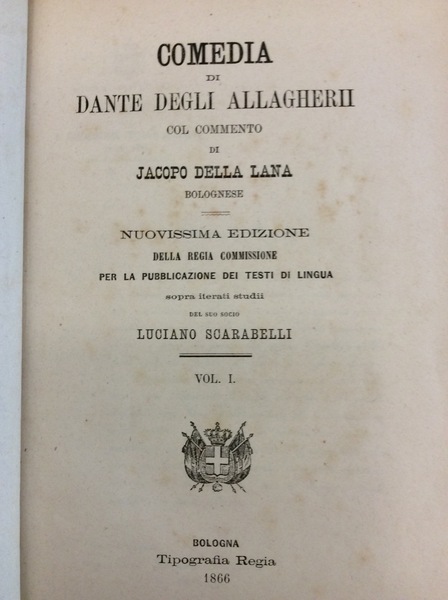 COMEDIA
DI
DANTE DEGLI ALLAGHERII
COL COMMENTO
DI
JACOPO DELLA LANA
BOLOGNESE
NUOVISSIMA EDIZIONE
DELLA REGIA COMMISSIONE
PER LA PUBBLICAZIONE DEI TESTI DI LINGUA
sopra iterati studii
DEL SUO SOCIO
LUCIANO SCARABELLI
VOL. I.
BOLOGNA
Tipografia Regia
1866